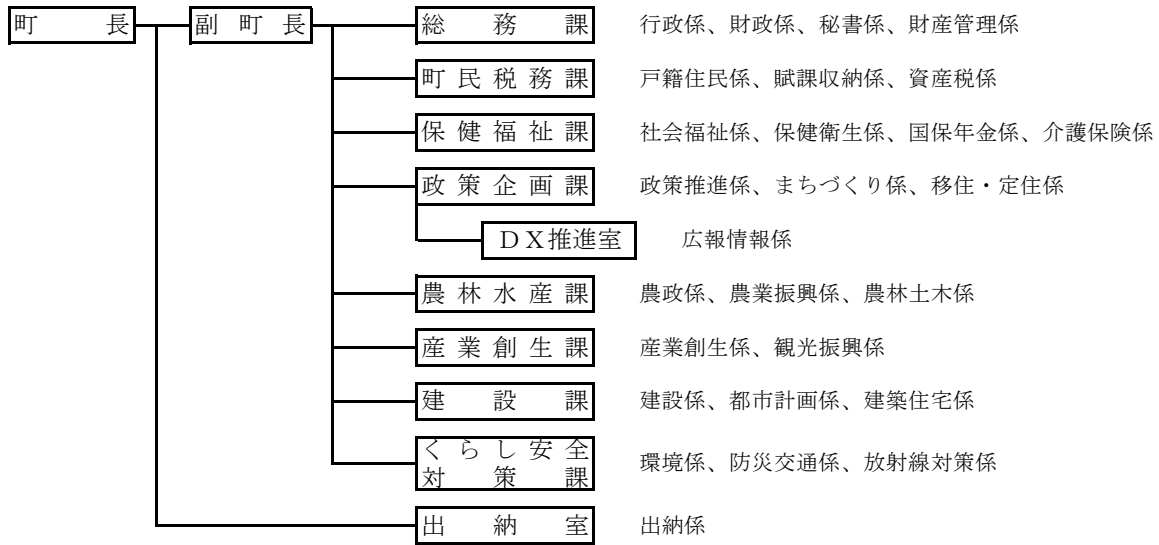 町長 副町長 総務課 行政係、財政係、秘書係、財産管理係
町民税務課 戸籍住民係、賦課収納係、資産税係
保健福祉課 社会福祉係、保健衛生係、国保年金係、介護保険係
政策企画課 政策推進係、まちづくり係、移住・定住係
ＤＸ推進室 広報情報係
農林水産課 農政係、農業振興係、農林土木係
産業創生課 産業創生係、観光振興係
建設課 建設係、都市計画係、建築住宅係
くらし安全
対策課 環境係、防災交通係、放射線対策係
出納室 出納係